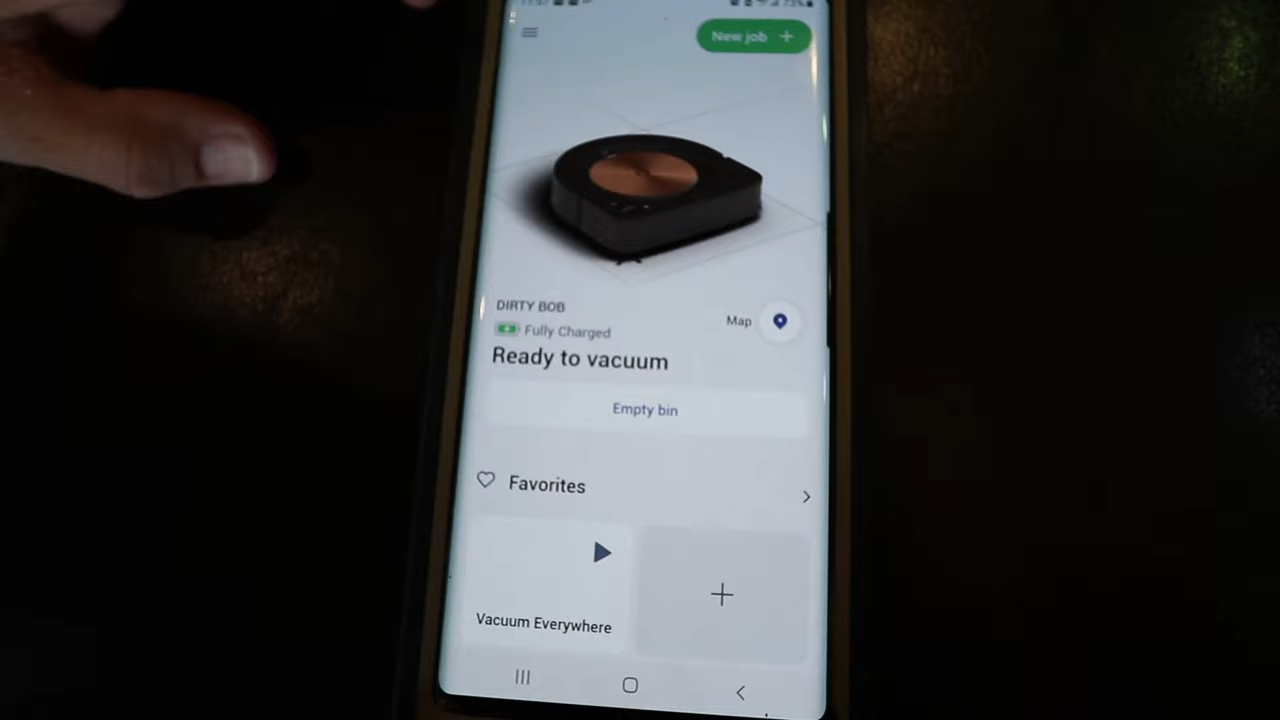 New job +
DIRTY BOB
Map
Fully Charged
Ready to vacuum
Empty bin
Favorites
Vacuum Everywhere